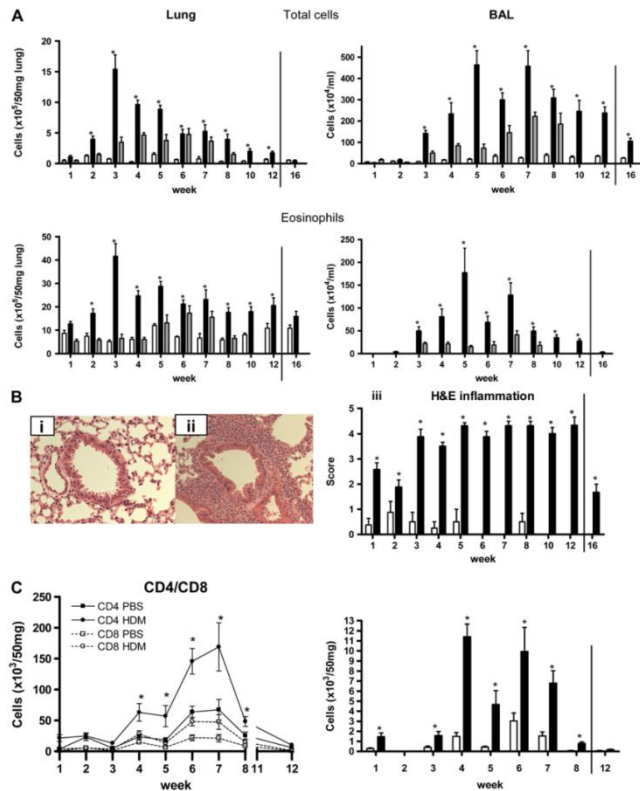 A
Lung
Total cells
BAL
Cells (x10⁵/50mg lung)
20
15
10
5
0
1 2 3 4 5 6 7 8 10 12 16
week
Cells (x10⁴/ml)
600
500
400
300
200
100
0
1 2 3 4 5 6 7 8 10 12 16
week
Eosinophils
Cells (x10⁵/50mg lung)
50
40
30
20
10
0
1 2 3 4 5 6 7 8 10 12 16
week
Cells (x10⁴/ml)
250
200
150
100
50
0
1 2 3 4 5 6 7 8 10 12 16
week
B
i
ii
iii
H&E inflammation
Score
5
4
3
2
1
0
1 2 3 4 5 6 7 8 10 12 16
week
C
CD4/CD8
CD4 PBS
CD4 HDM
CD8 PBS
CD8 HDM
Cells (x10³/50mg)
250
200
150
100
50
0
1 2 3 4 5 6 7 8 11 12
week
Cells (x10³/50mg)
13
12
11
10
9
8
7
6
5
4
3
2
1
0
1 2 3 4 5 6 7 8 12
week